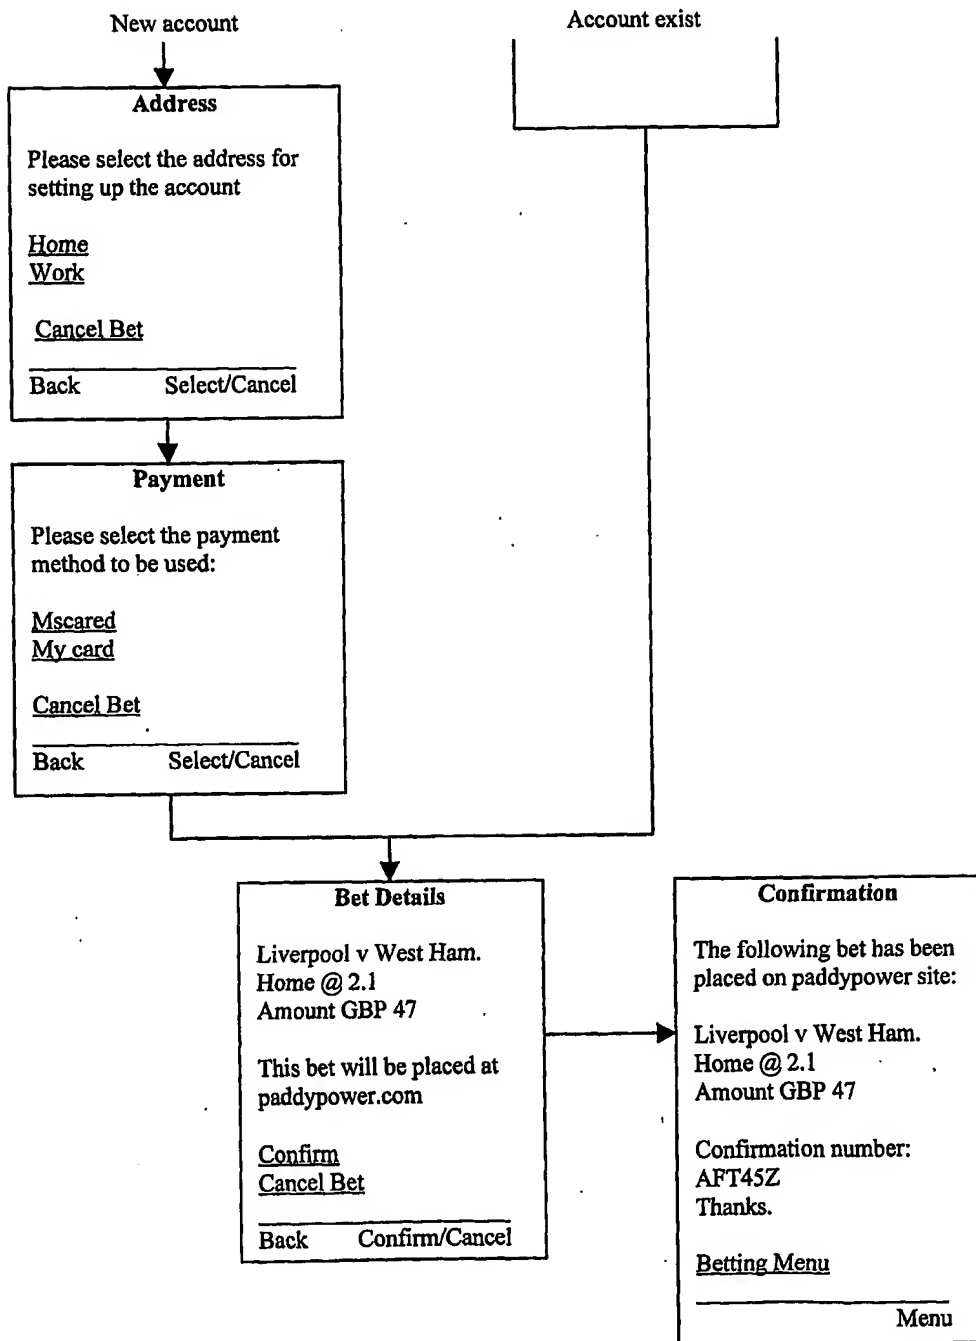 New account
Account exist
Address
Please select the address for
setting up the account
Home
Work
Cancel Bet
Back Select/Cancel
Payment
Please select the payment
method to be used:
Mscared
My card
Cancel Bet
Back Select/Cancel
Bet Details
Liverpool v West Ham.
Home @ 2.1
Amount GBP 47
This bet will be placed at
paddypower.com
Confirm
Cancel Bet
Back Confirm/Cancel
Confirmation
The following bet has been
placed on paddypower site:
Liverpool v West Ham.
Home @ 2.1
Amount GBP 47
Confirmation number:
AFT45Z
Thanks.
Betting Menu
Menu